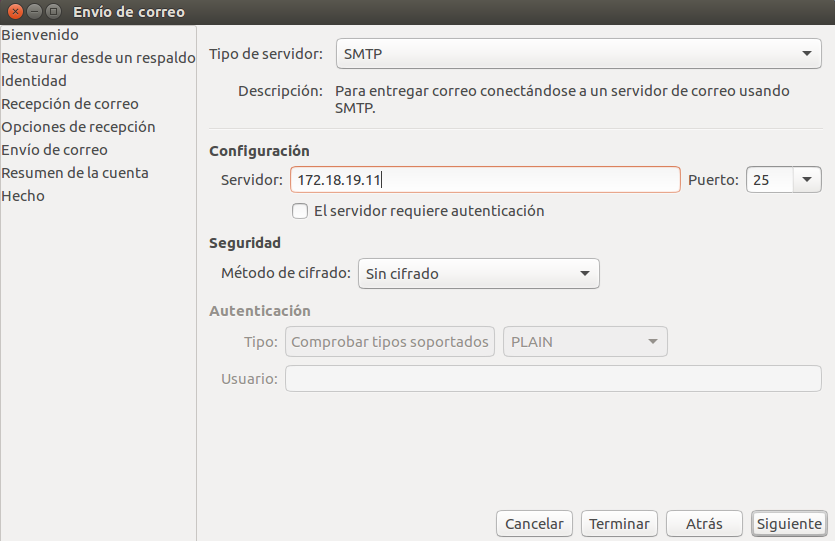 Envío de correo
Bienvenido
Restaurar desde un respaldo
Identidad
Recepción de correo
Opciones de recepción
Envío de correo
Resumen de la cuenta
Hecho
Tipo de servidor: SMTP
Descripción: Para entregar correo conectándose a un servidor de correo usando
SMTP.
Configuración
Servidor: 172.18.19.11 Puerto: 25
El servidor requiere autenticación
Seguridad
Método de cifrado: Sin cifrado
Autenticación
Tipo: Comprobar tipos soportados PLAIN
Usuario:
Cancelar Terminar Atrás Siguiente